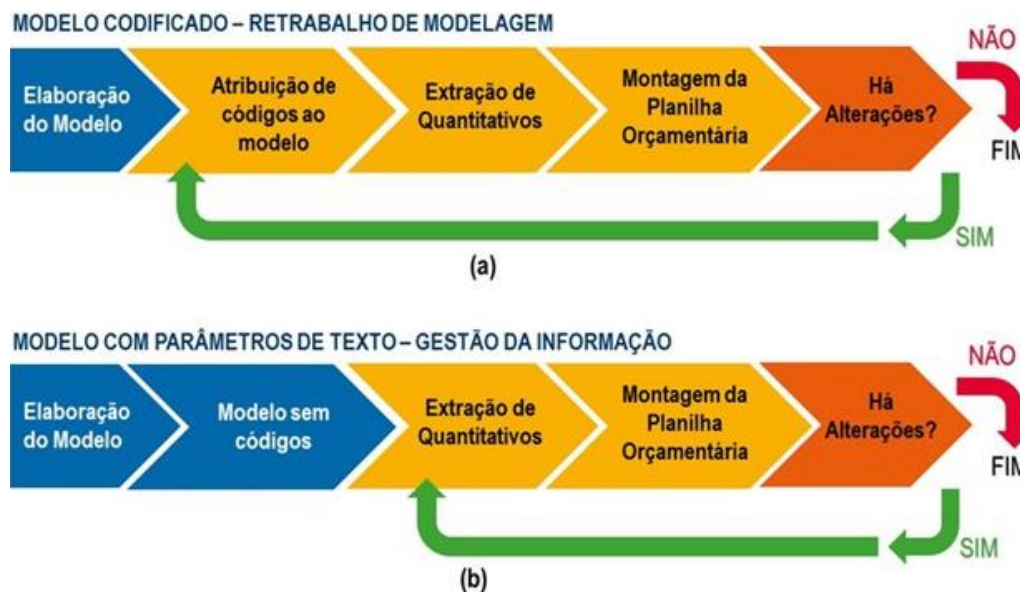 MODELO CODIFICADO – RETRABALHO DE MODELAGEM
NÃO
Elaboração
do Modelo
Atribuição de
códigos ao
modelo
Extração de
Quantitativos
Montagem da
Planilha
Orçamentária
Há
Alterações?
FIM
SIM
(a)
MODELO COM PARÂMETROS DE TEXTO – GESTÃO DA INFORMAÇÃO
NÃO
Elaboração
do Modelo
Modelo sem
códigos
Extração de
Quantitativos
Montagem da
Planilha
Orçamentária
Há
Alterações?
FIM
SIM
(b)